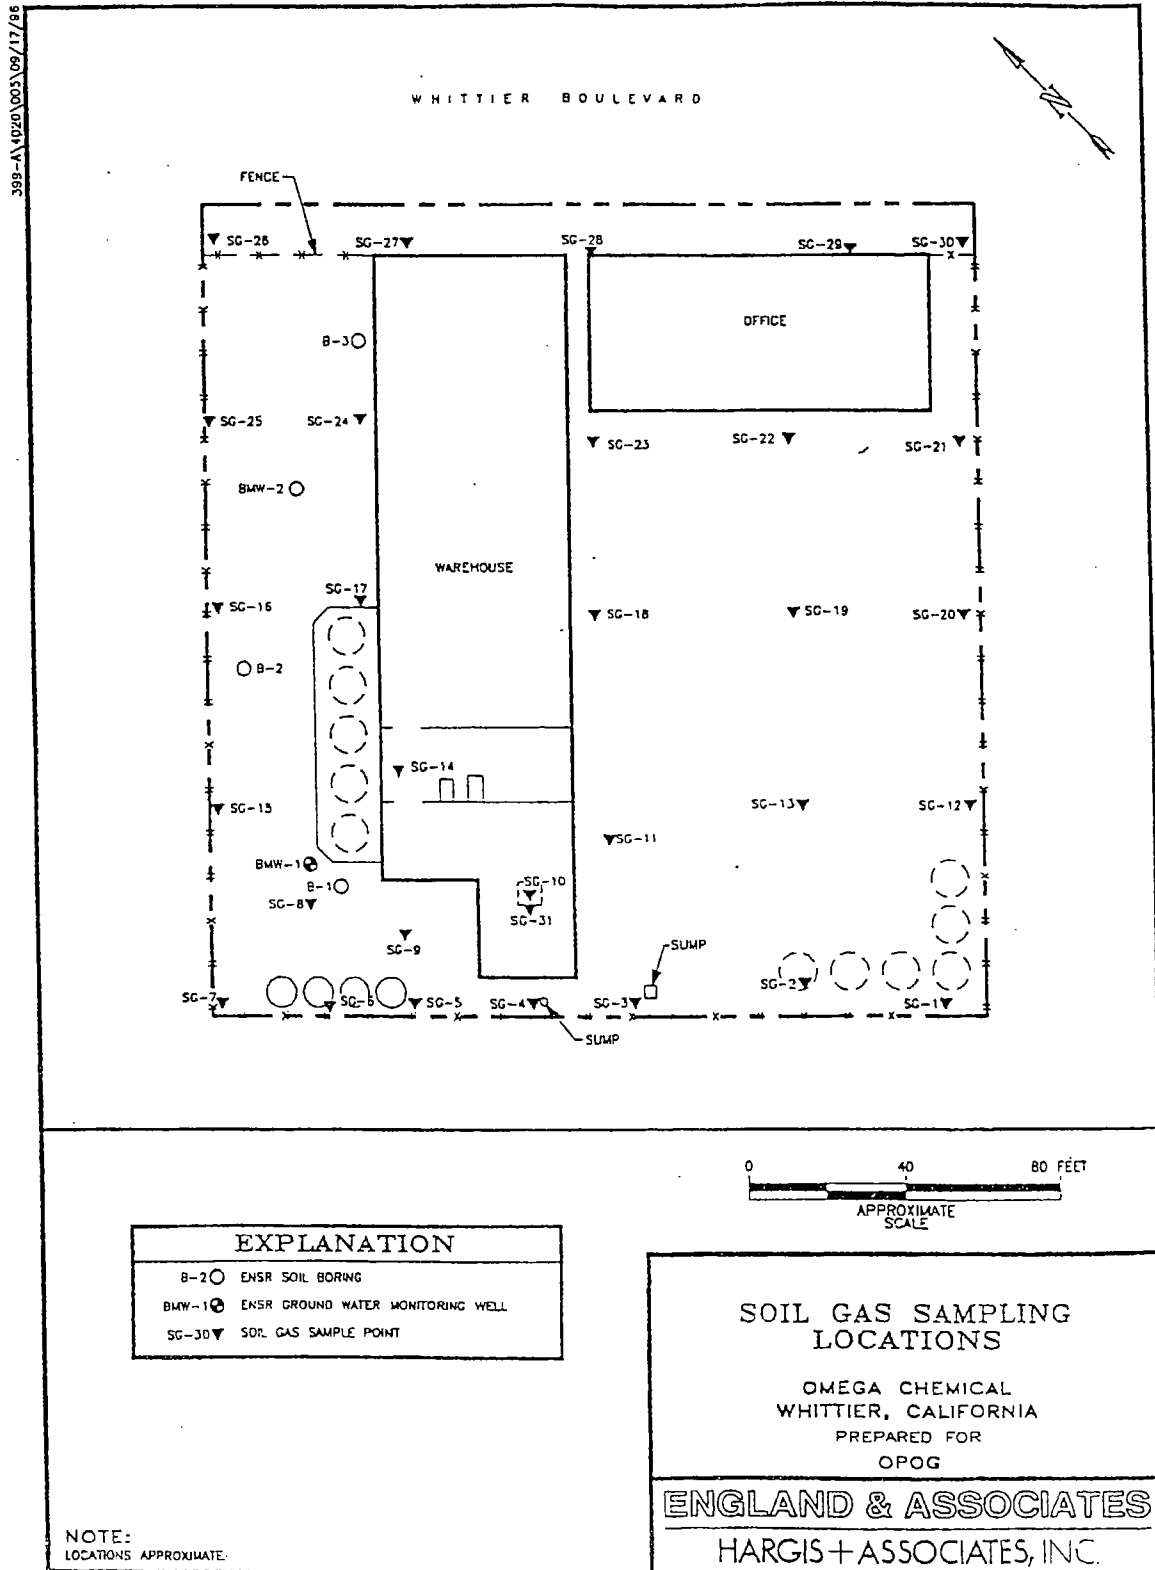 399-A\4020\003\09/17/96
WHITTIER BOULEVARD
N
FENCE
SG-26
SG-27
SG-28
SG-29
SG-30
OFFICE
B-3
SG-25
SG-24
SG-23
SG-22
SG-21
BMW-2
WAREHOUSE
SG-17
SG-16
SG-18
SG-19
SG-20
B-2
SG-14
SG-15
SG-13
SG-12
SG-11
BMW-1
B-1
SG-10
SG-8
SG-31
SG-9
SUMP
SG-2
SG-7
SG-6
SG-5
SG-4
SG-3
SG-1
SUMP
0 40 80 FEET
APPROXIMATE
SCALE
EXPLANATION
B-2 ENSR SOIL BORING
BMW-1 ENSR GROUND WATER MONITORING WELL
SG-30 SOIL GAS SAMPLE POINT
SOIL GAS SAMPLING
LOCATIONS
OMEGA CHEMICAL
WHITTIER, CALIFORNIA
PREPARED FOR
OPOG
ENGLAND & ASSOCIATES
HARGIS+ASSOCIATES, INC.
NOTE:
LOCATIONS APPROXIMATE.